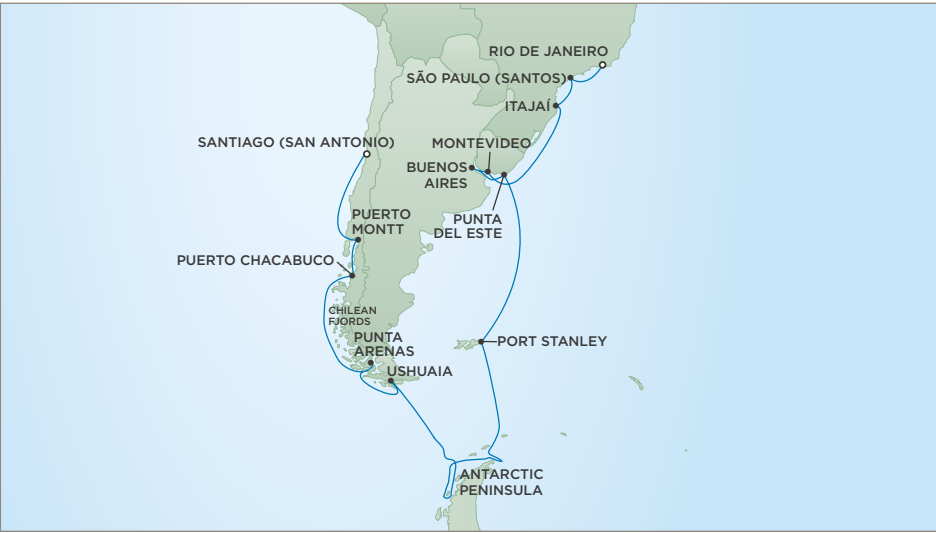 RIO DE JANEIRO
SÃO PAULO (SANTOS)
ITAJAÍ
SANTIAGO (SAN ANTONIO)
MONTEVIDEO
BUENOS
AIRES
PUERTO
MONTT
PUNTA
DEL ESTE
PUERTO CHACABUCO
CHILEAN
FJORDS
PUNTA
ARENAS
PORT STANLEY
USHUAIA
ANTARCTIC
PENINSULA